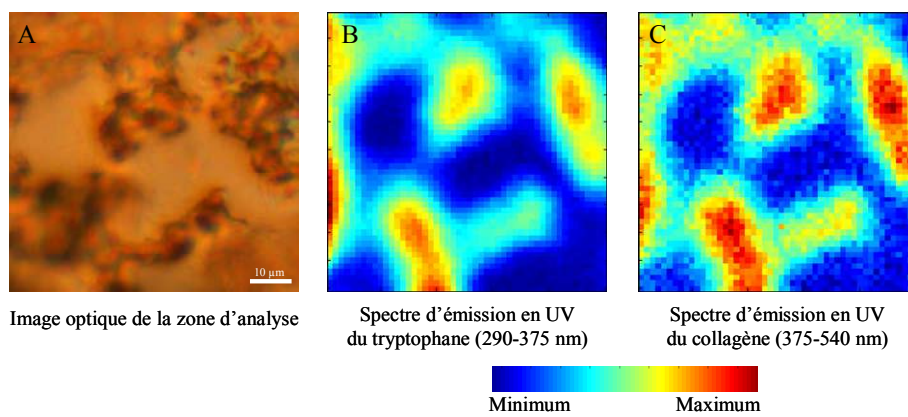 A
B
C
10 µm
Image optique de la zone d'analyse
Spectre d'émission en UV
du tryptophane (290-375 nm)
Spectre d'émission en UV
du collagène (375-540 nm)
Minimum
Maximum